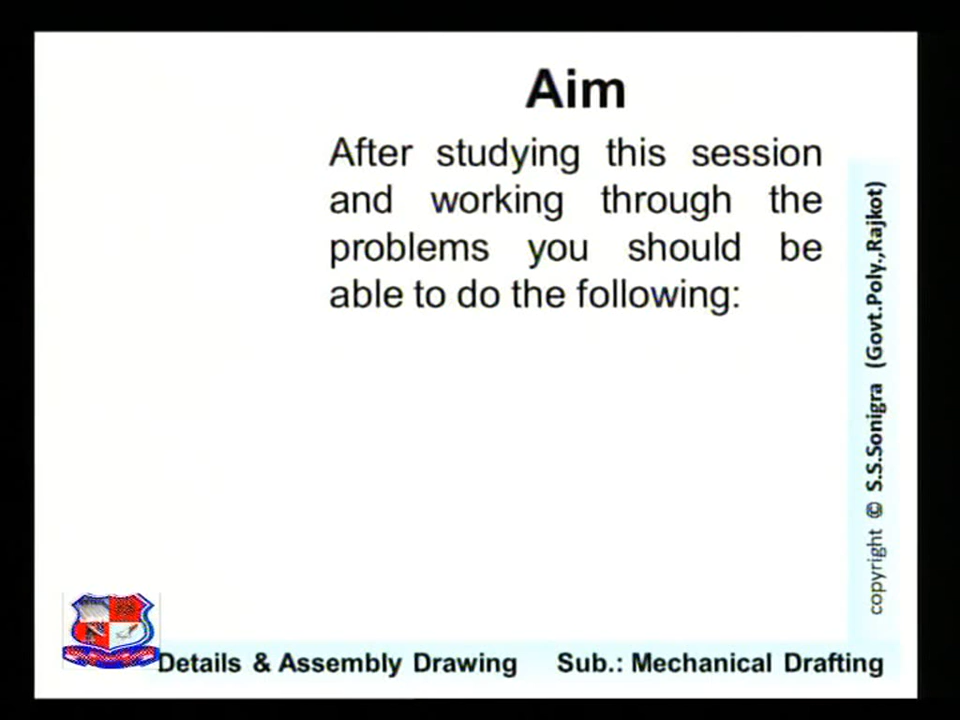 Aim
After studying this session
and working through the
problems you should be
able to do the following:
copyright © S.S.Sonigra (Govt.Poly.,Rajkot)
Details & Assembly Drawing Sub.: Mechanical Drafting